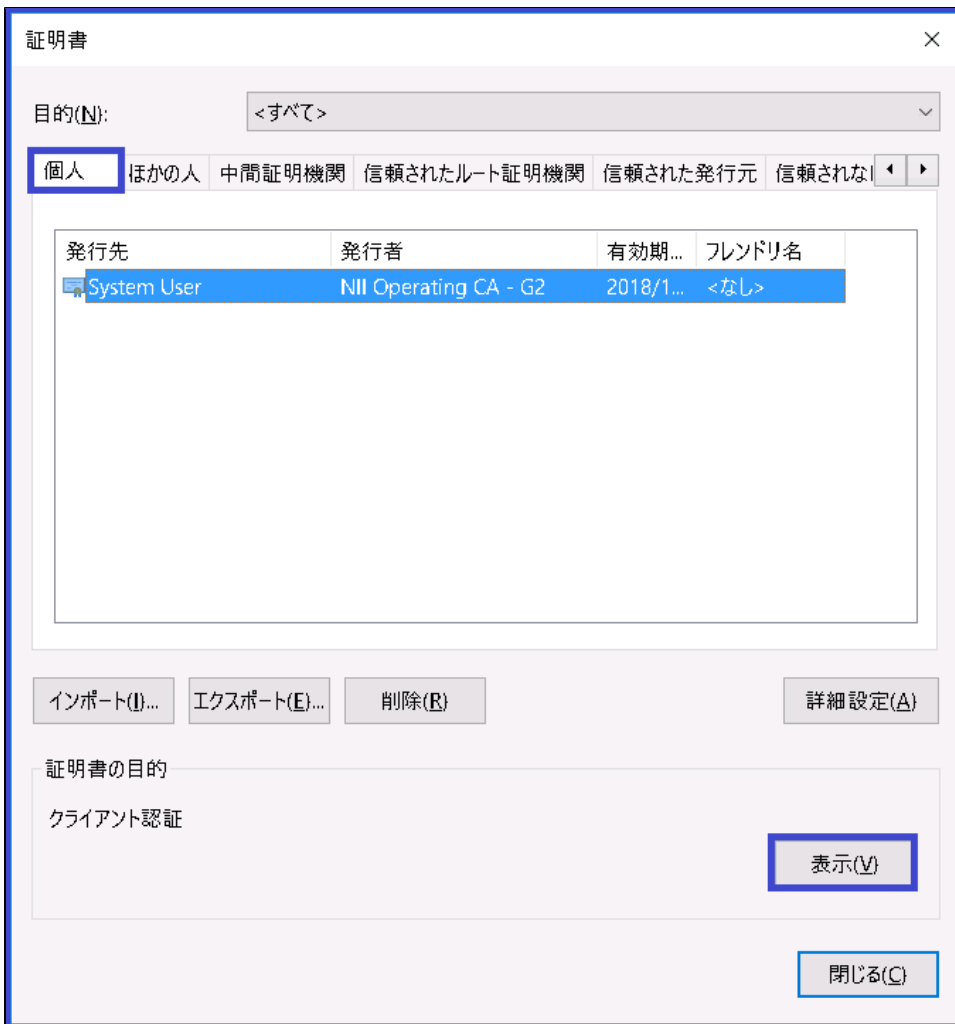 証明書
目的(N): <すべて>
個人 ほかの人 中間証明機関 信頼されたルート証明機関 信頼された発行元 信頼されな
発行先 発行者 有効期... フレンドリ名
System User NII Operating CA - G2 2018/1... <なし>
インポート(I)... エクスポート(E)... 削除(R) 詳細設定(A)
証明書の目的
クライアント認証
表示(V)
閉じる(C)